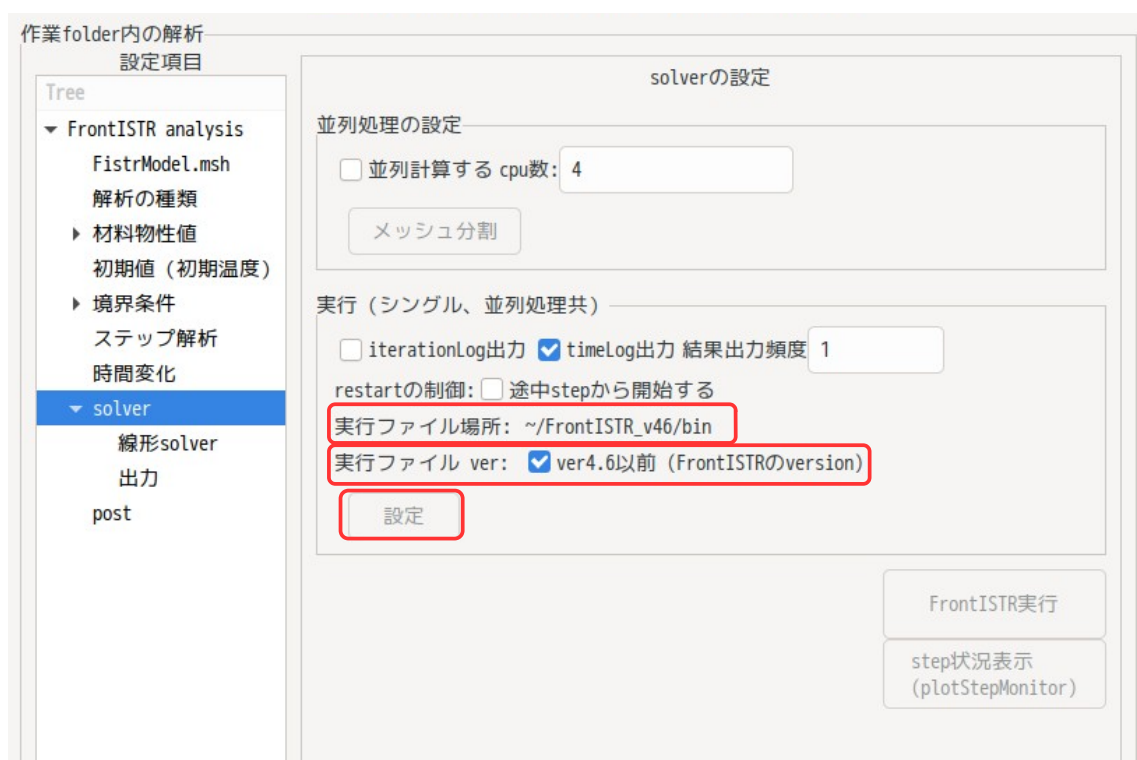 作業folder内の解析
設定項目
Tree
FrontISTR analysis
FistrModel.msh
解析の種類
材料物性値
初期値（初期温度）
境界条件
ステップ解析
時間変化
solver
線形solver
出力
post
solverの設定
並列処理の設定
並列計算する cpu数: 4
メッシュ分割
実行（シングル、並列処理共）
iterationLog出力 timeLog出力 結果出力頻度 1
restartの制御: 途中stepから開始する
実行ファイル場所: ~/FrontISTR_v46/bin
実行ファイル ver: ver4.6以前 (FrontISTRのversion)
設定
FrontISTR実行
step状況表示
(plotStepMonitor)